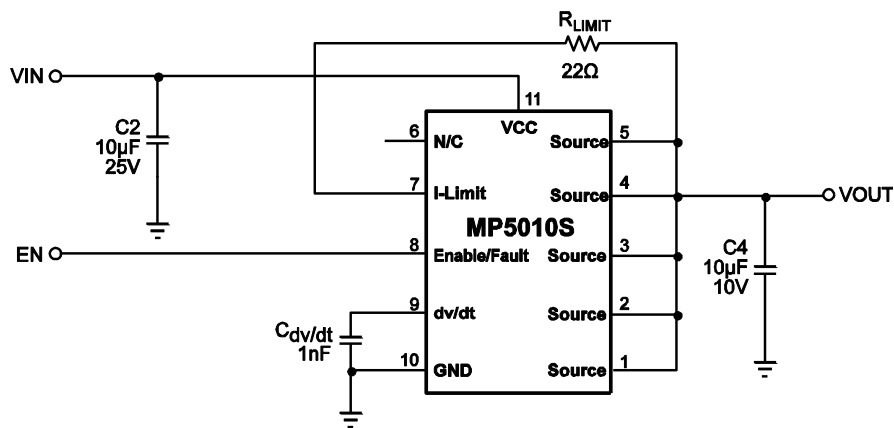 R_LIMIT
22Ω
VIN
11
VCC
C2
10µF
25V
6
N/C
Source
5
7
I-Limit
Source
4
VOUT
MP5010S
EN
8
Enable/Fault
Source
3
C4
10µF
10V
9
dv/dt
Source
2
Cdv/dt
1nF
10
GND
Source
1